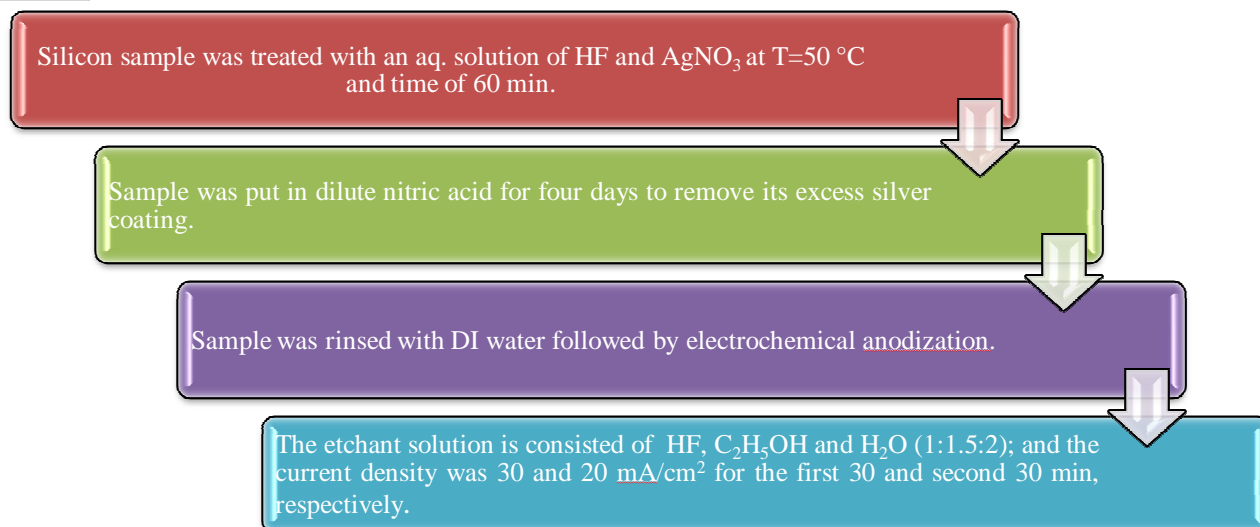 Silicon sample was treated with an aq. solution of HF and AgNO₃ at T=50 °C
and time of 60 min.
Sample was put in dilute nitric acid for four days to remove its excess silver
coating.
Sample was rinsed with DI water followed by electrochemical anodization.
The etchant solution is consisted of HF, C₂H₅OH and H₂O (1:1.5:2); and the
current density was 30 and 20 mA/cm² for the first 30 and second 30 min,
respectively.